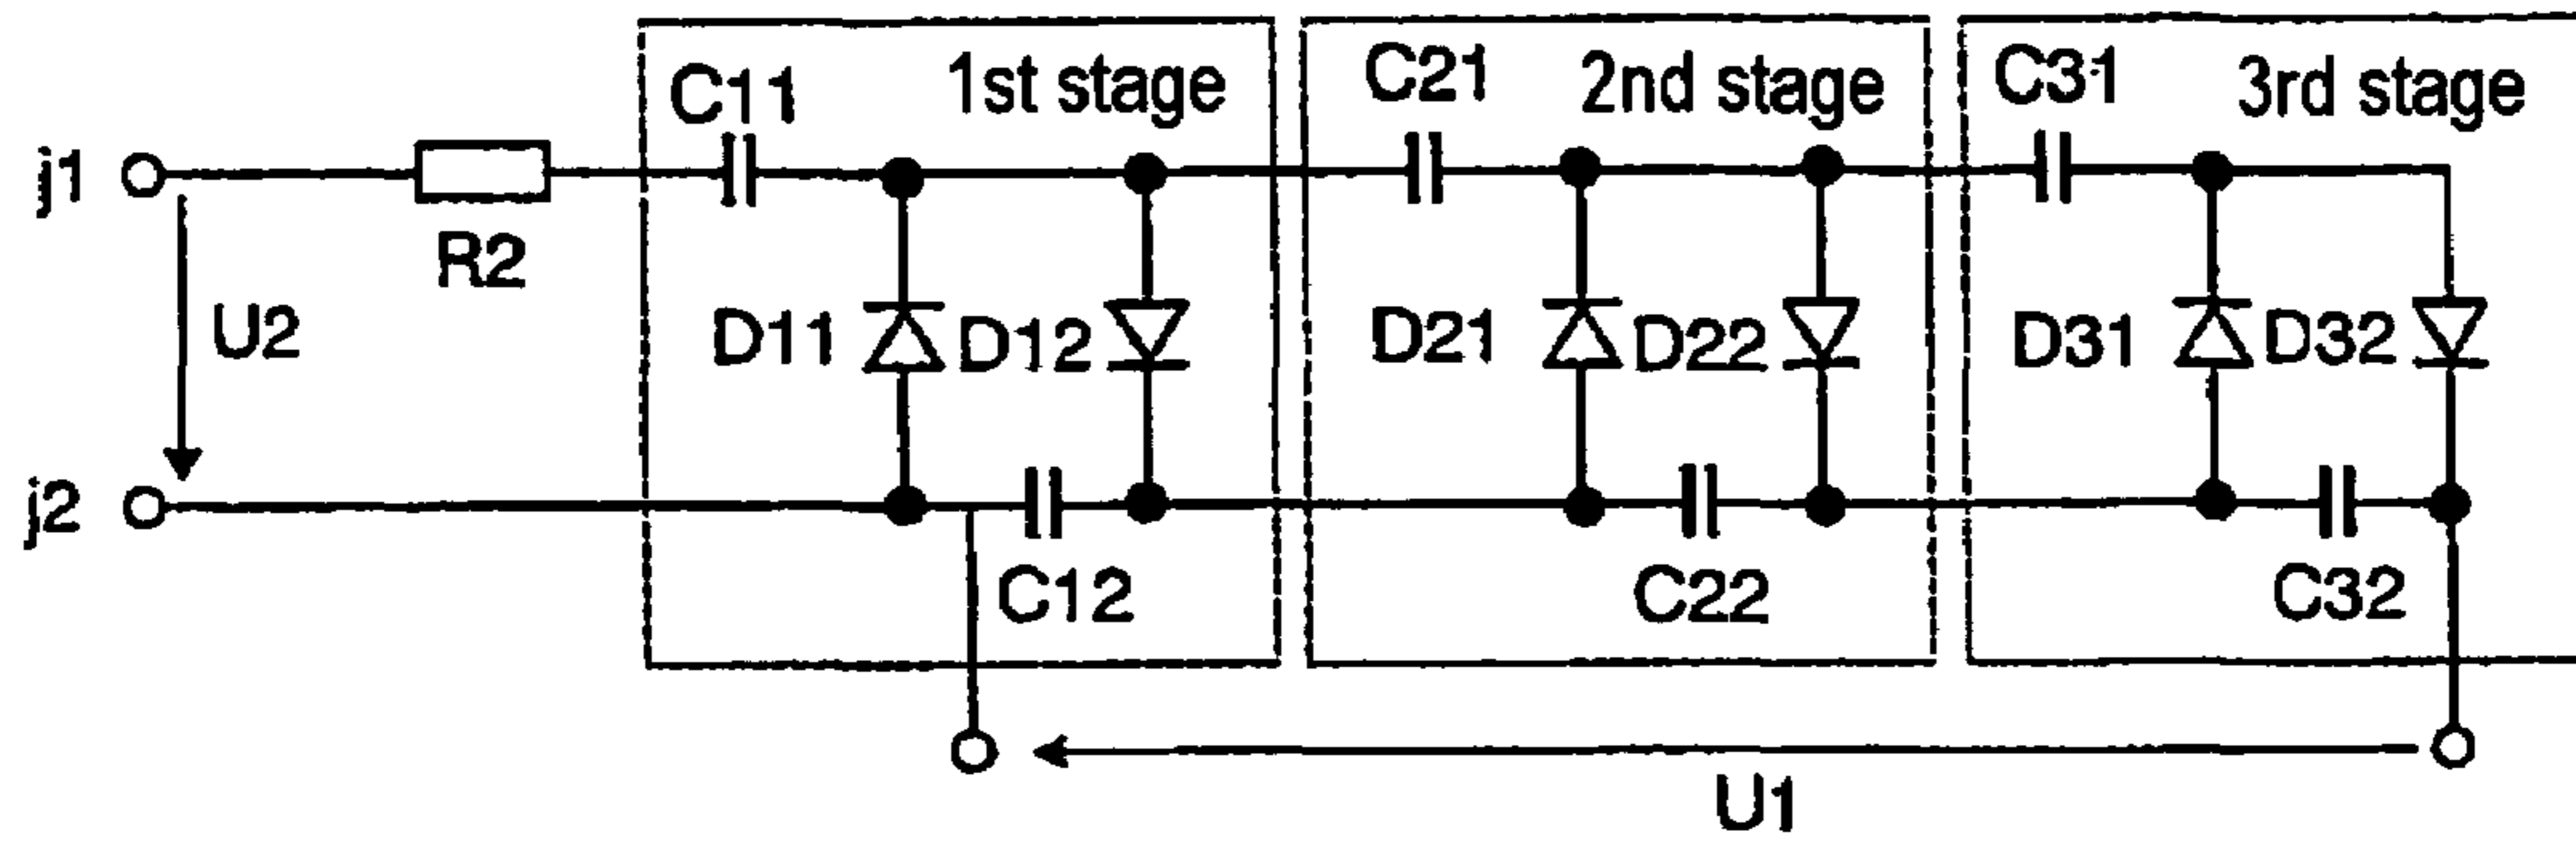 C11 1st stage C21 2nd stage C31 3rd stage
j1
R2
U2 D11 D12 D21 D22 D31 D32
j2
C12 C22 C32
U1